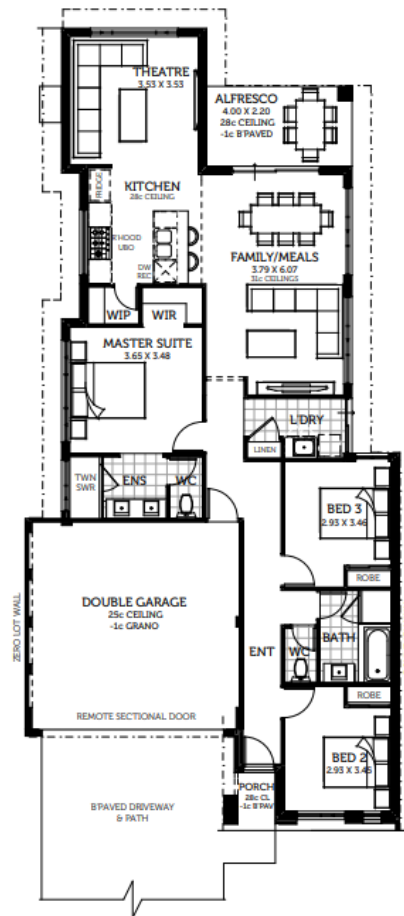 THEATRE
3.53 X 3.53
ALFRESCO
4.00 X 2.20
28c CEILING
-1c B'PAVED
KITCHEN
28c CEILING
FRIDGE
R'HOOD
UBO
DW
REC
FAMILY/MEALS
3.79 X 6.07
31c CEILINGS
WIP
WIR
MASTER SUITE
3.65 X 3.48
L'DRY
LINEN
TWN
SWR
ENS
WC
BED 3
2.93 X 3.46
ROBE
DOUBLE GARAGE
25c CEILING
-1c GRANO
ZERO LOT WALL
ENT
WC
BATH
ROBE
REMOTE SECTIONAL DOOR
BED 2
2.93 X 3.45
PORCH
28c CL
-1c B'PAV
B'PAVED DRIVEWAY
& PATH